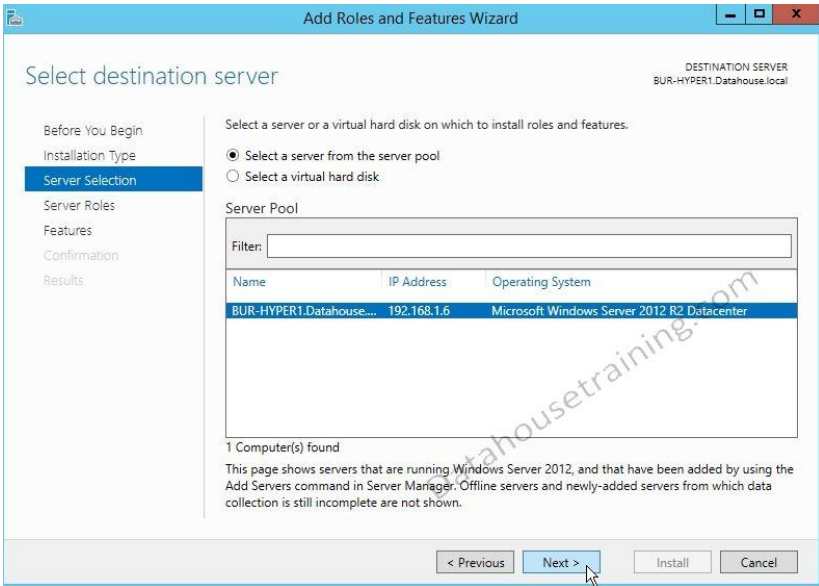 Add Roles and Features Wizard
Select destination server
DESTINATION SERVER
BUR-HYPER1.Datahouse.local
Before You Begin
Installation Type
Server Selection
Server Roles
Features
Confirmation
Results
Select a server or a virtual hard disk on which to install roles and features.
Select a server from the server pool
Select a virtual hard disk
Server Pool
Filter:
Name IP Address Operating System
BUR-HYPER1.Datahouse.... 192.168.1.6 Microsoft Windows Server 2012 R2 Datacenter
1 Computer(s) found
This page shows servers that are running Windows Server 2012, and that have been added by using the
Add Servers command in Server Manager. Offline servers and newly-added servers from which data
collection is still incomplete are not shown.
Datahousetraining.com
< Previous Next > Install Cancel